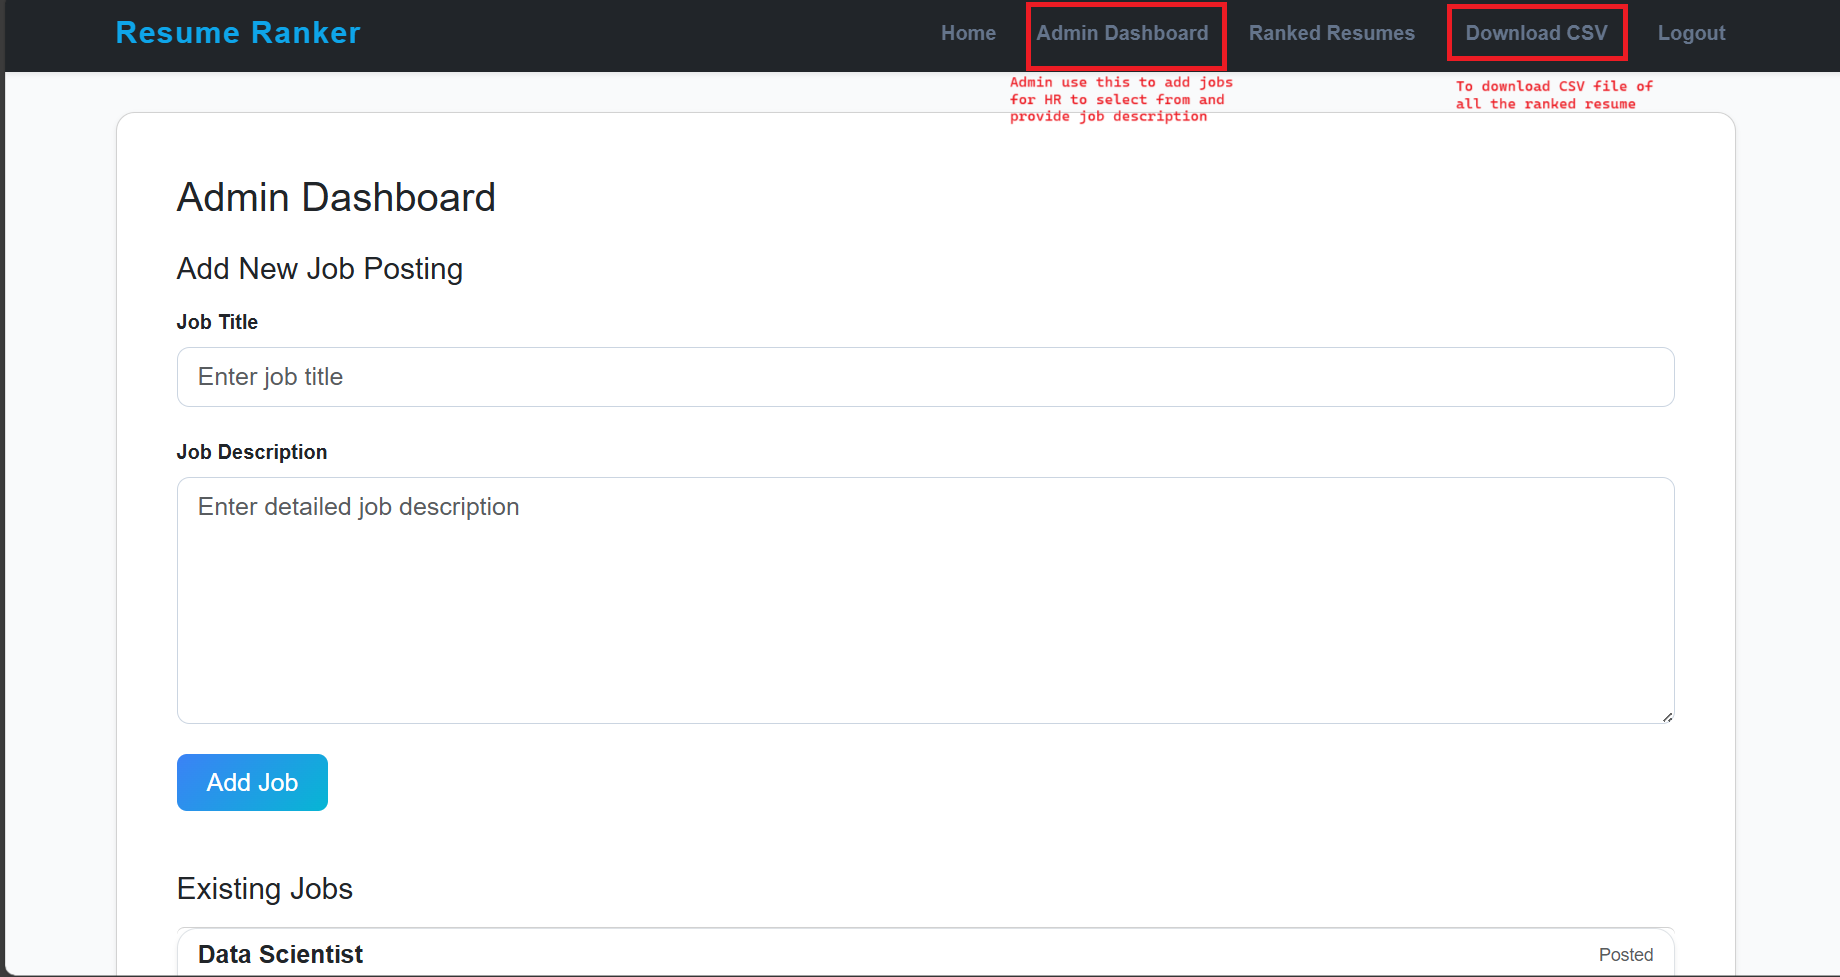 Resume Ranker
Home Admin Dashboard Ranked Resumes Download CSV Logout
Admin use this to add jobs
for HR to select from and
provide job description
To download CSV file of
all the ranked resume
Admin Dashboard
Add New Job Posting
Job Title
Enter job title
Job Description
Enter detailed job description
Add Job
Existing Jobs
Data Scientist Posted